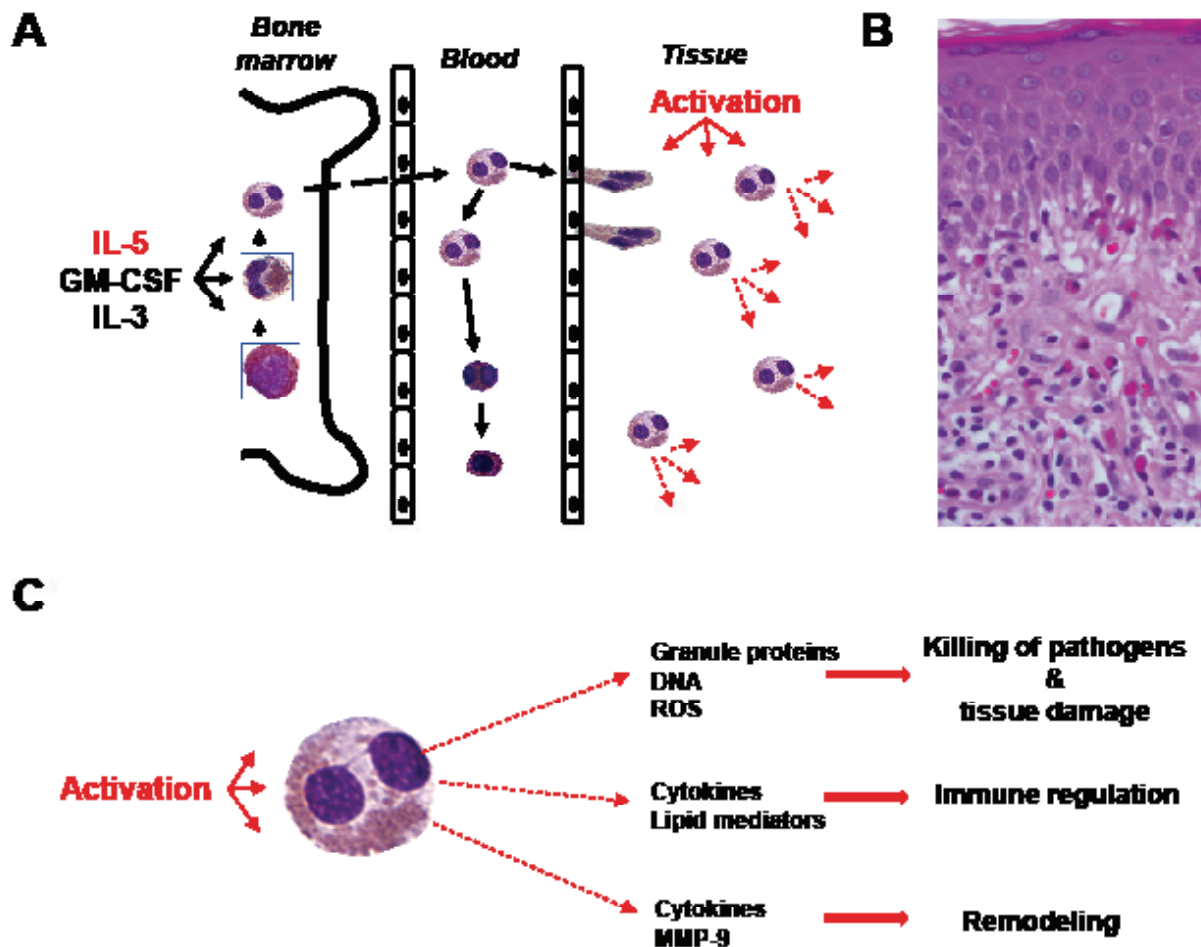 A
Bone
marrow
Blood
Tissue
Activation
IL-5
GM-CSF
IL-3
B
C
Activation
Granule proteins
DNA
ROS
Killing of pathogens
&
tissue damage
Cytokines
Lipid mediators
Immune regulation
Cytokines
MMP-9
Remodeling